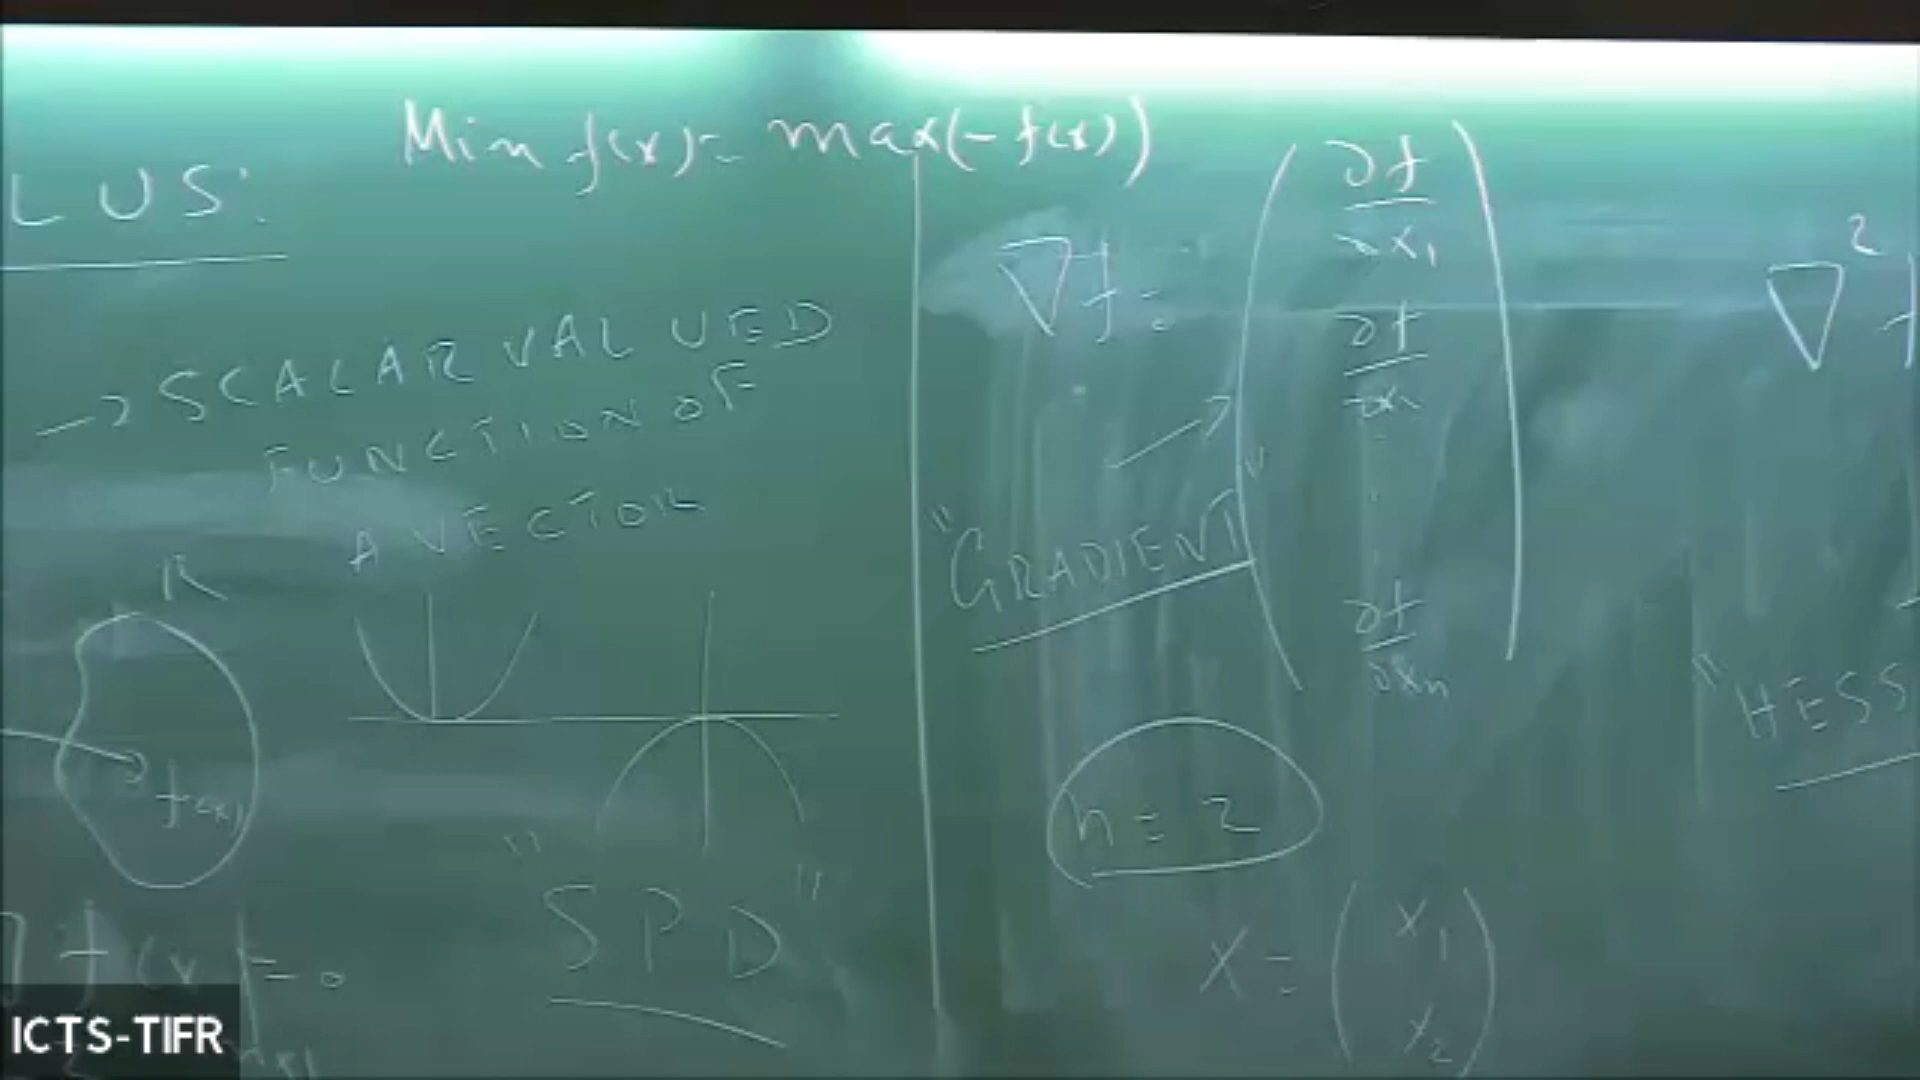 Min f(x) = max(-f(x))
LUS:
→ SCALAR VALUED
FUNCTION OF
A VECTOR
R
f(x)
"SPD"
∇f(x) = 0
∇f =
∂f
∂x1
∂f
∂x2
.
.
.
∂f
∂xn
"GRADIENT"
n = 2
x = ( x1
x2 )
∇² f
"HESS
ICTS-TIFR